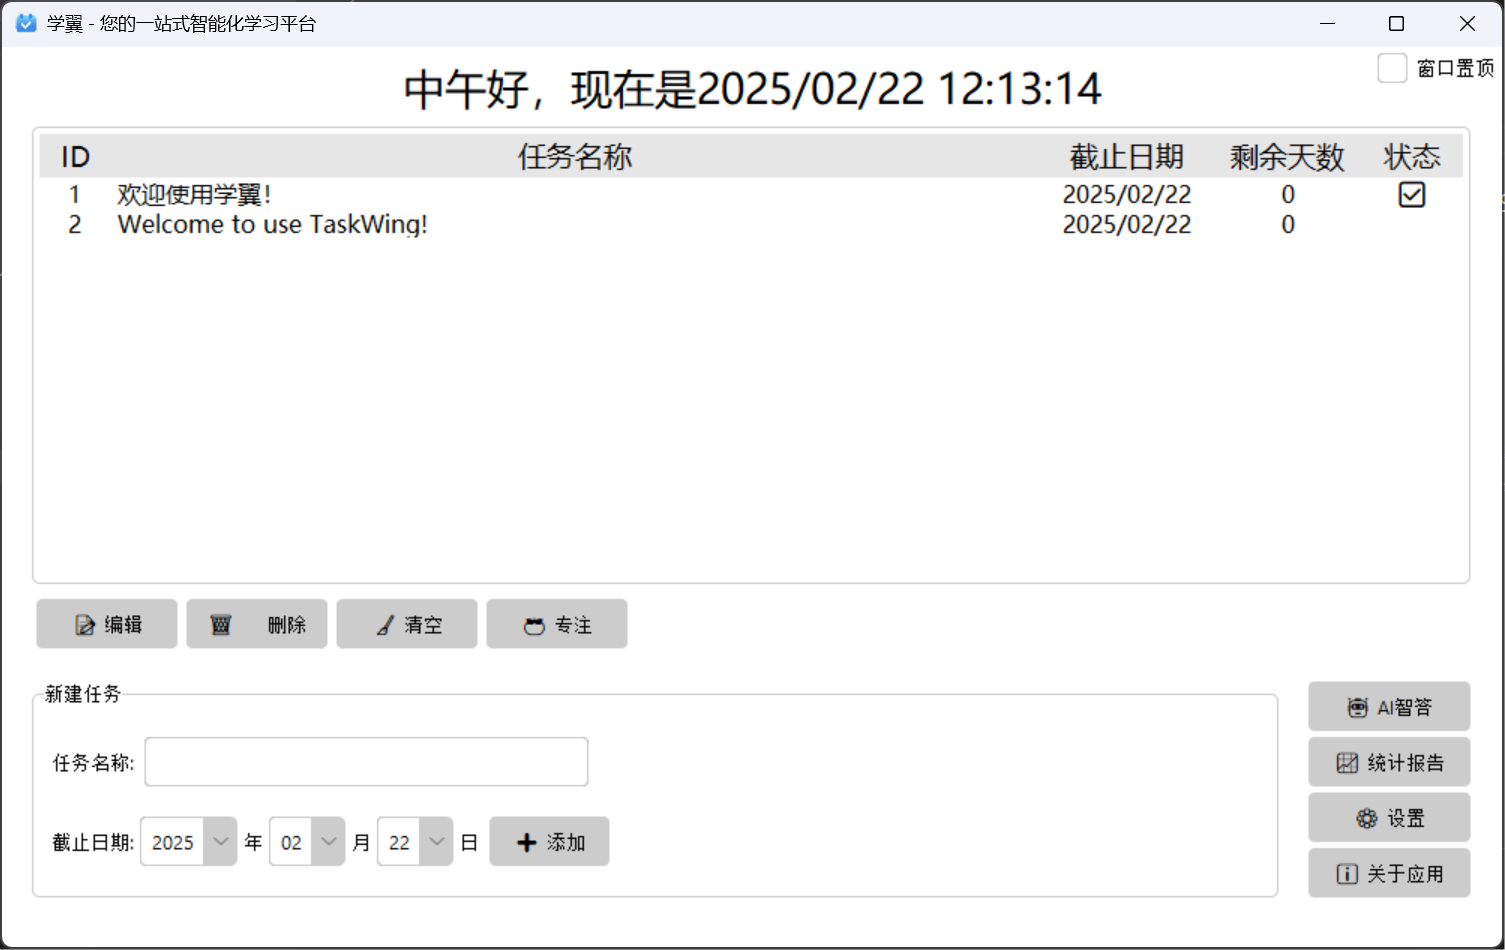 学翼 - 您的一站式智能化学习平台
窗口置顶
中午好，现在是2025/02/22 12:13:14
ID 任务名称 截止日期 剩余天数 状态
1 欢迎使用学翼！ 2025/02/22 0
2 Welcome to use TaskWing! 2025/02/22 0
编辑 删除 清空 专注
新建任务
任务名称:
截止日期: 2025 年 02 月 22 日 添加
AI智答
统计报告
设置
关于应用